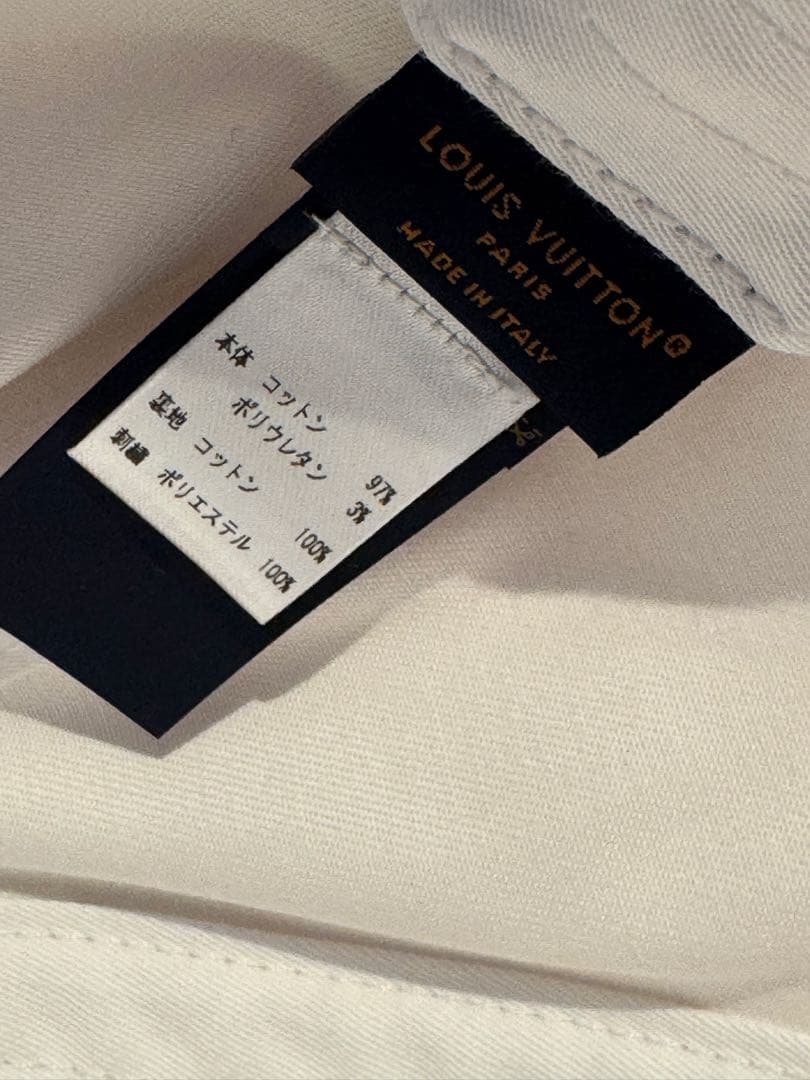 LOUIS VUITTON®
PARIS
MADE IN ITALY
本体 コットン 97%
ポリウレタン 3%
裏地 コットン 100%
刺繍 ポリエステル 100%